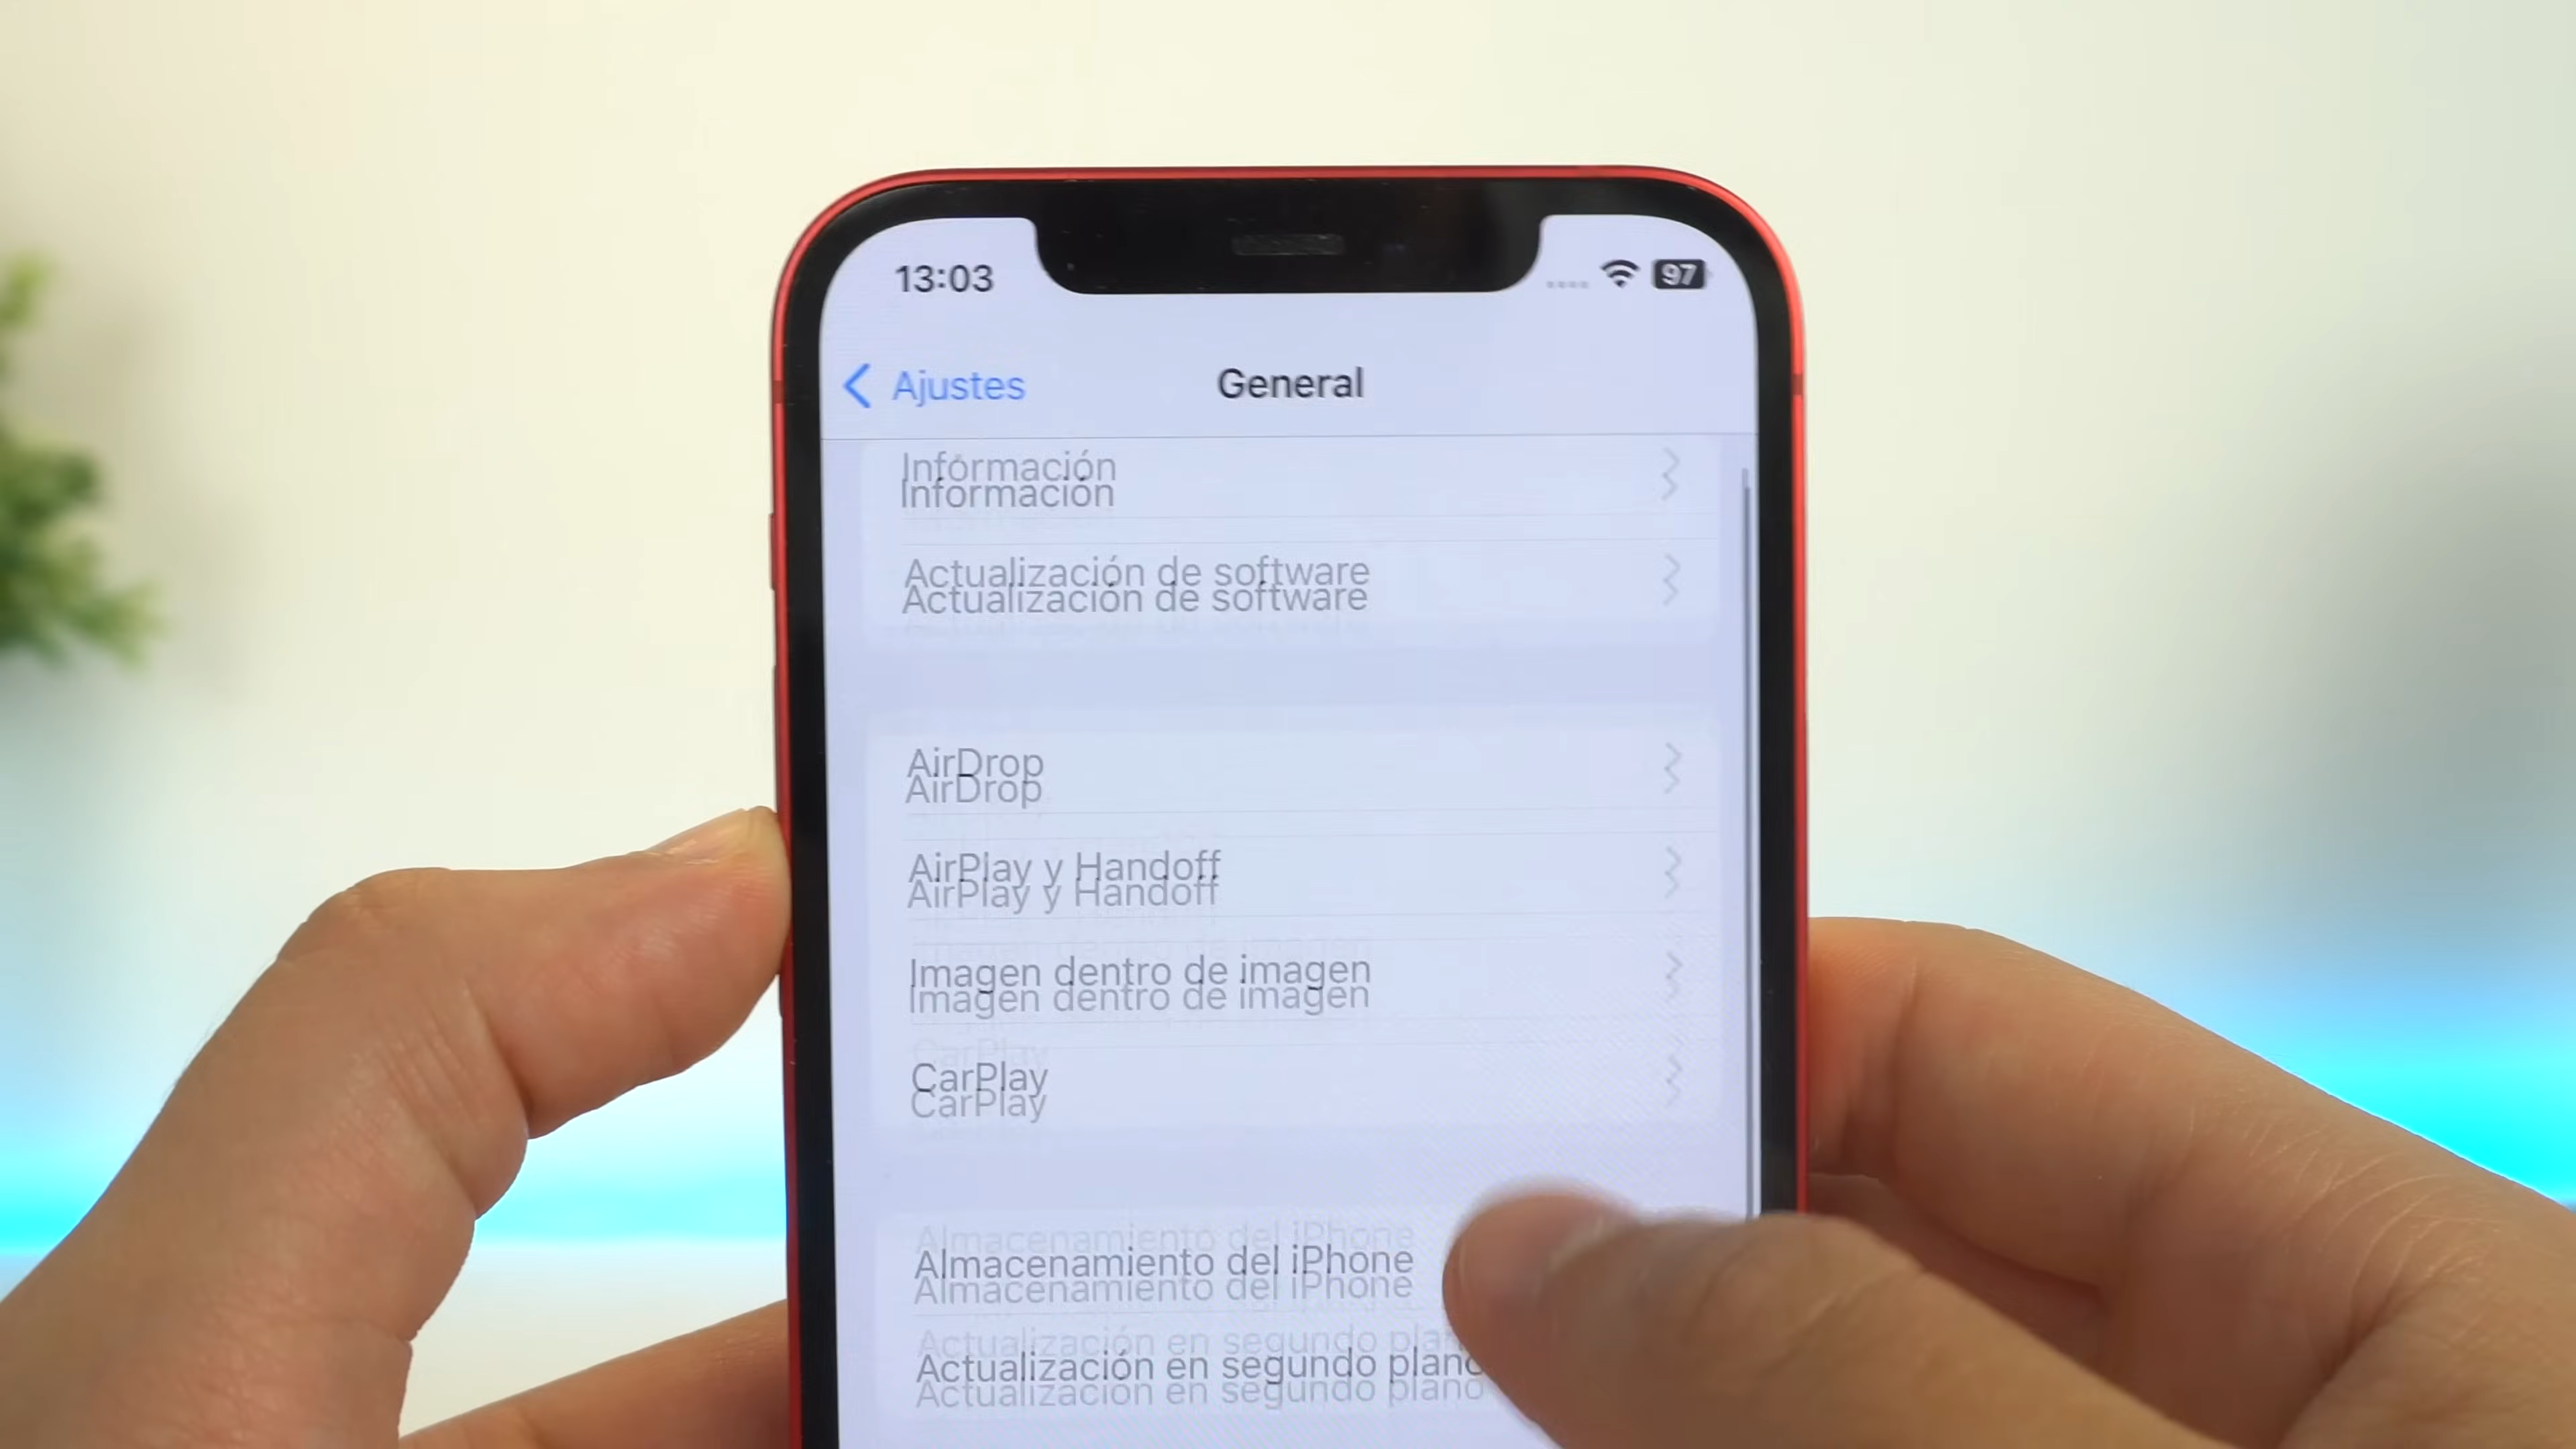 13:03
97
Ajustes
General
Información
Actualización de software
AirDrop
AirPlay y Handoff
Imagen dentro de imagen
CarPlay
Almacenamiento del iPhone
Actualización en segundo plano